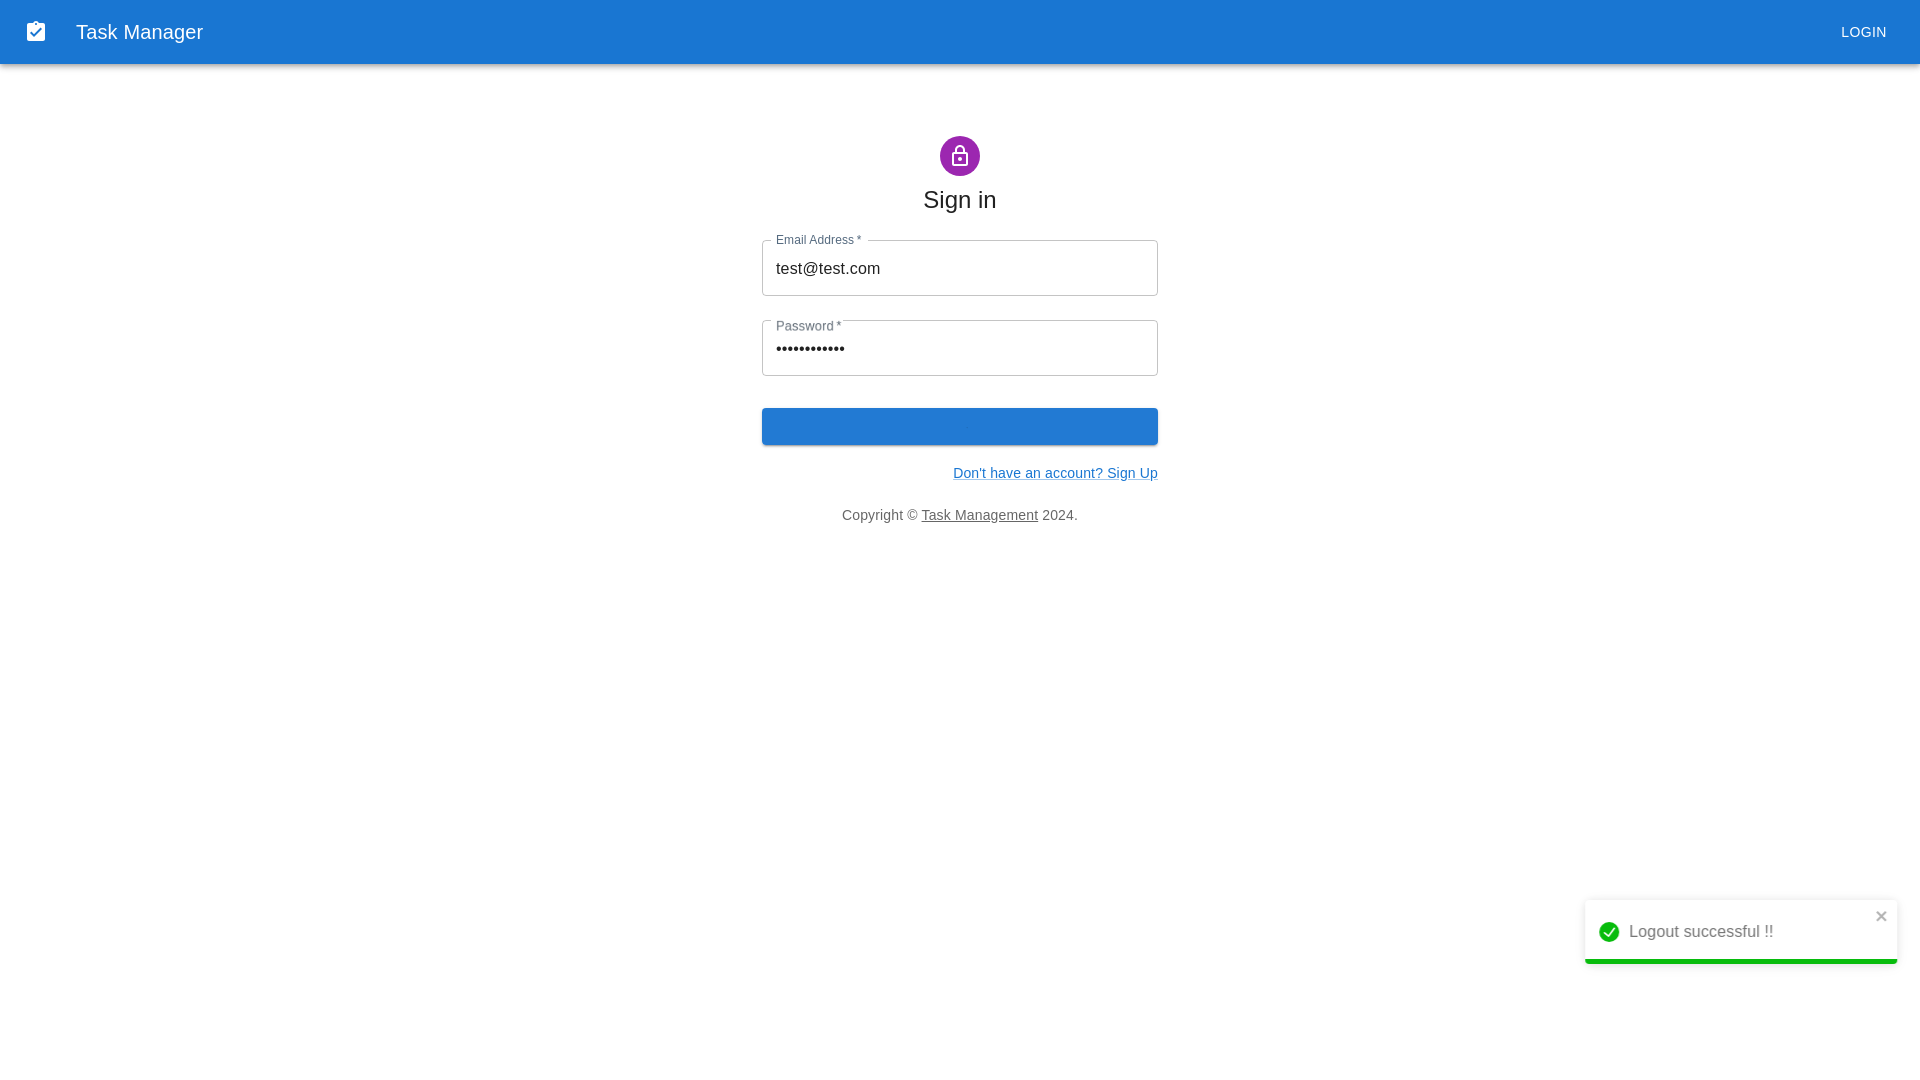 Task Manager
LOGIN
Sign in
Email Address *
test@test.com
Password *
••••••••••••
Don't have an account? Sign Up
Copyright © Task Management 2024.
Logout successful !!